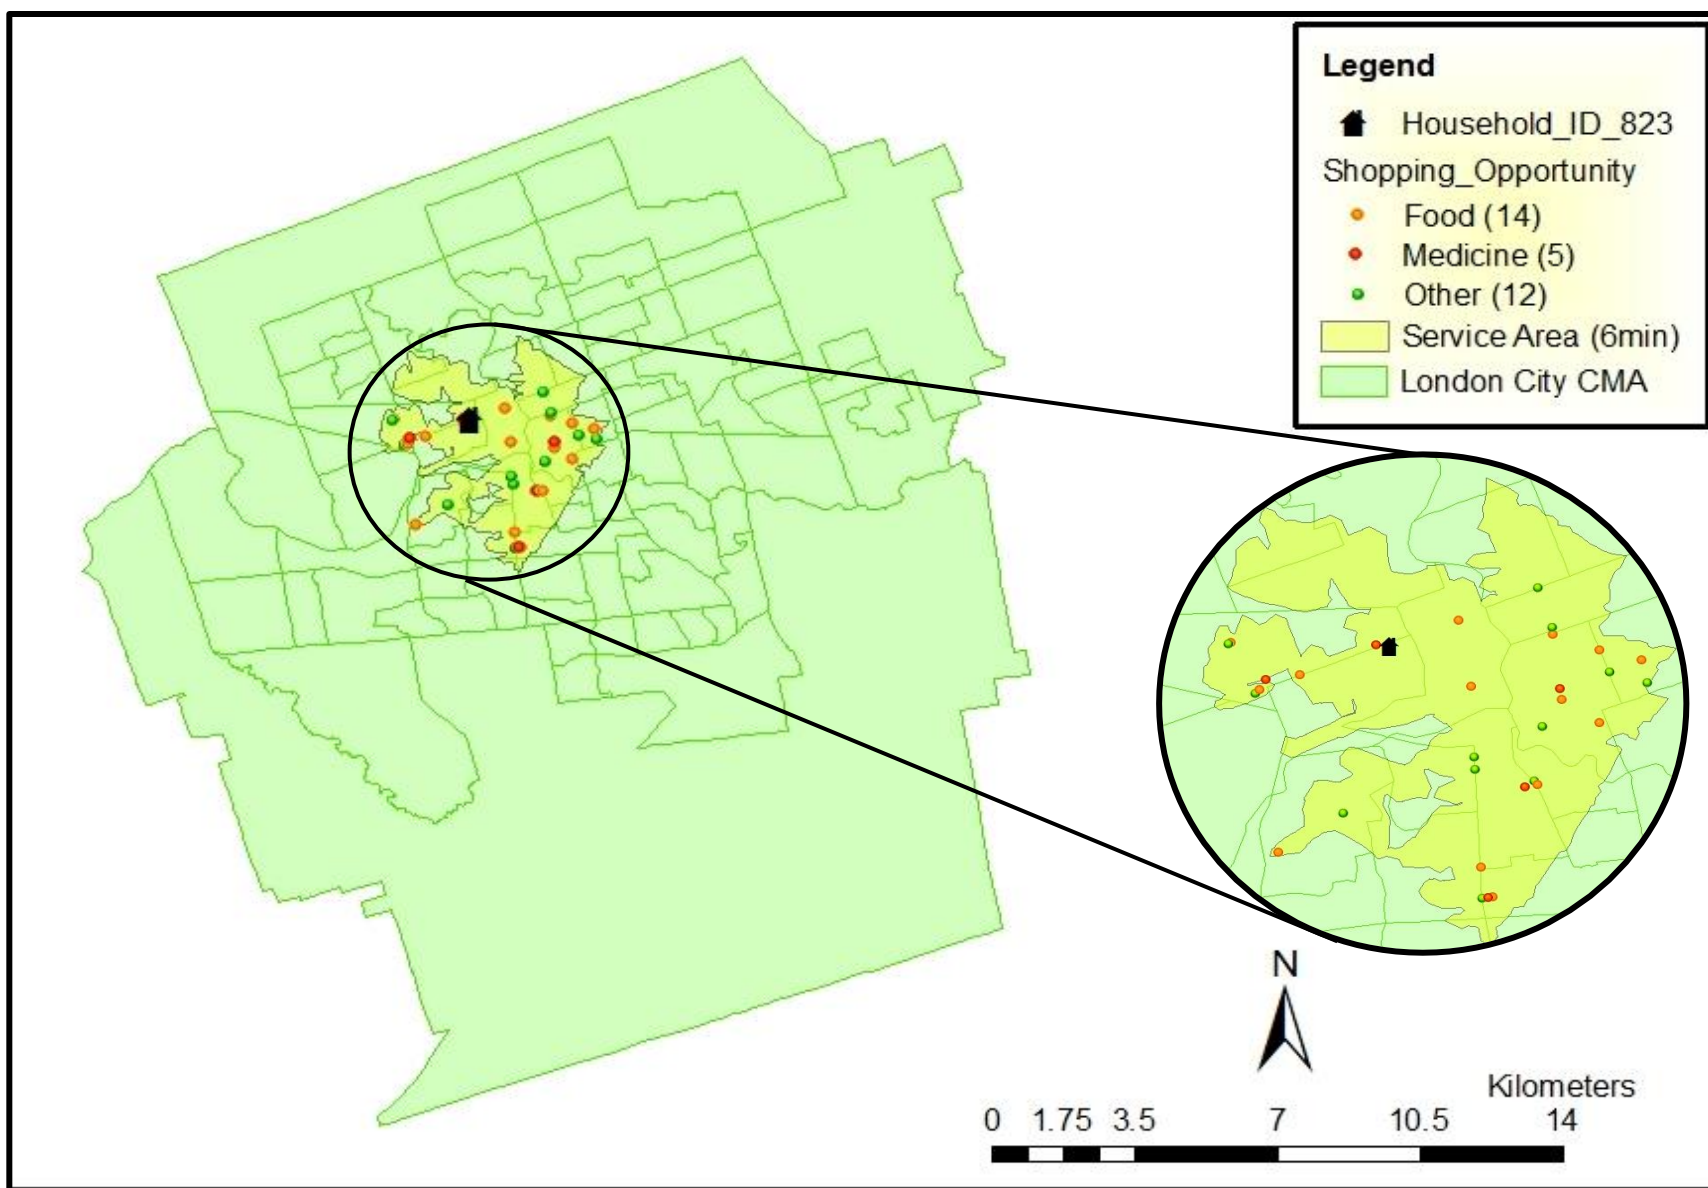 Legend
Household_ID_823
Shopping_Opportunity
Food (14)
Medicine (5)
Other (12)
Service Area (6min)
London City CMA
N
Kilometers
0 1.75 3.5 7 10.5 14